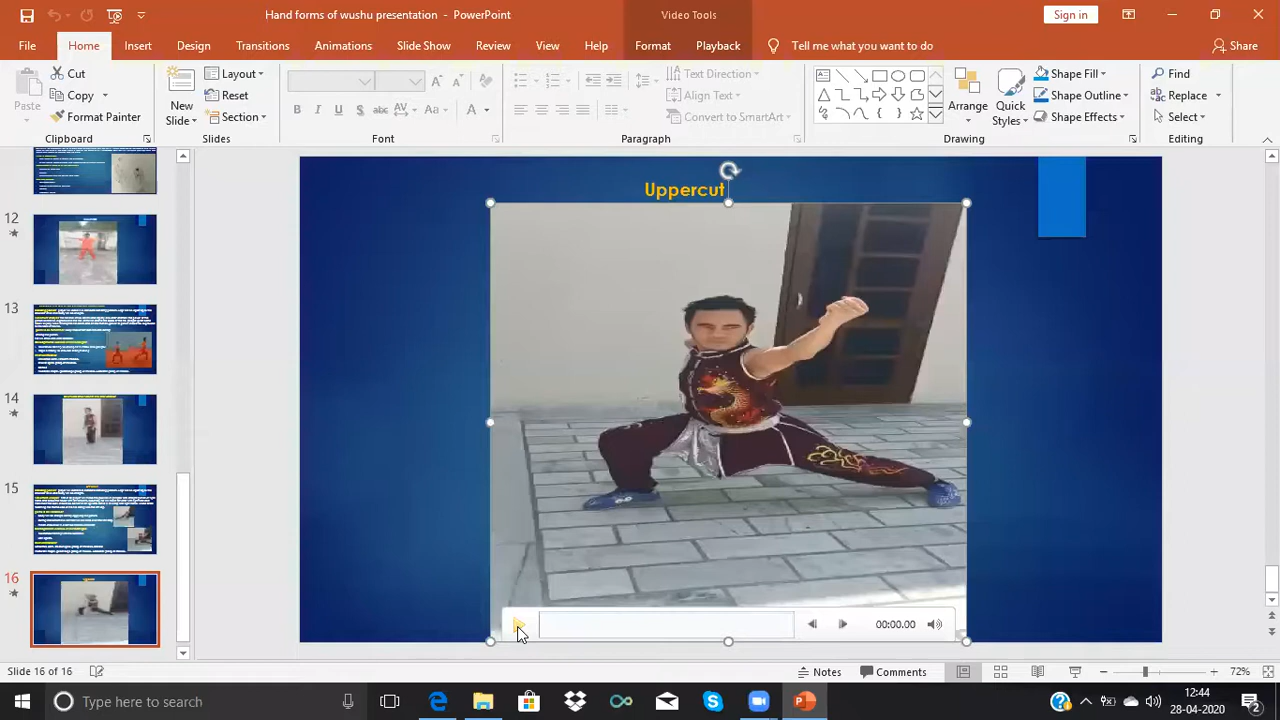 Hand forms of wushu presentation - PowerPoint
Video Tools
Sign in
File
Home
Insert
Design
Transitions
Animations
Slide Show
Review
View
Help
Format
Playback
Tell me what you want to do
Share
Paste
Cut
Copy
Format Painter
Clipboard
New Slide
Layout
Reset
Section
Slides
B I U S abc AV Aa A
Font
Text Direction
Align Text
Convert to SmartArt
Paragraph
Arrange
Quick Styles
Shape Fill
Shape Outline
Shape Effects
Drawing
Find
Replace
Select
Editing
12
13
14
15
16
Uppercut
00:00.00
Slide 16 of 16
Notes
Comments
72%
Type here to search
12:44
28-04-2020
2